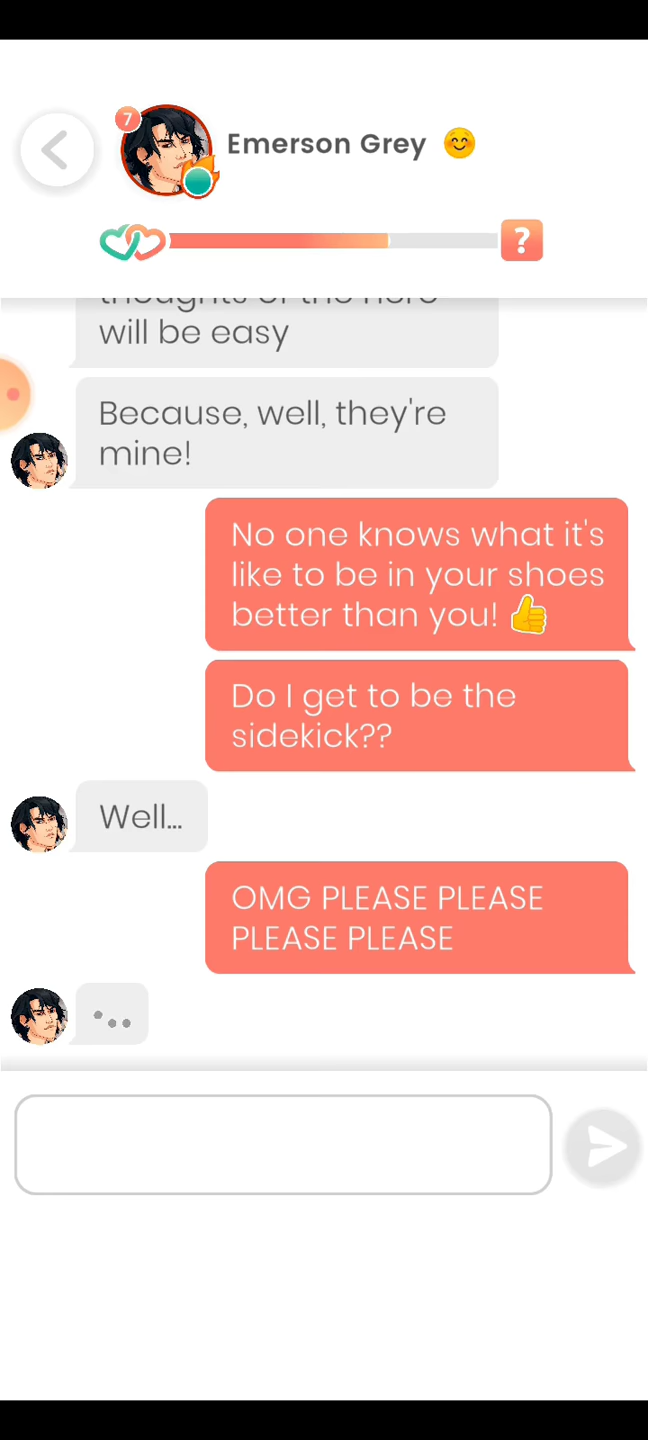 7
Emerson Grey
?
will be easy
Because, well, they're
mine!
No one knows what it's
like to be in your shoes
better than you!
Do I get to be the
sidekick??
Well...
OMG PLEASE PLEASE
PLEASE PLEASE